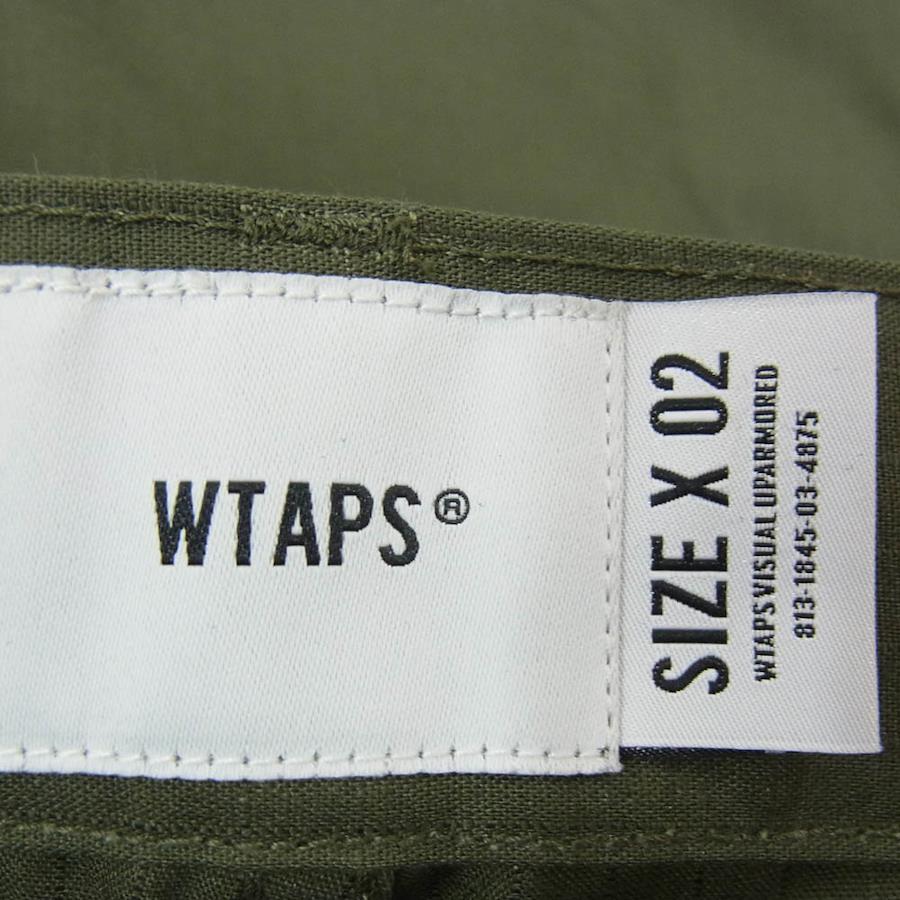 WTAPS®
SIZE X 02
WTAPS VISUAL UPARMORED
813-1845-03-4875